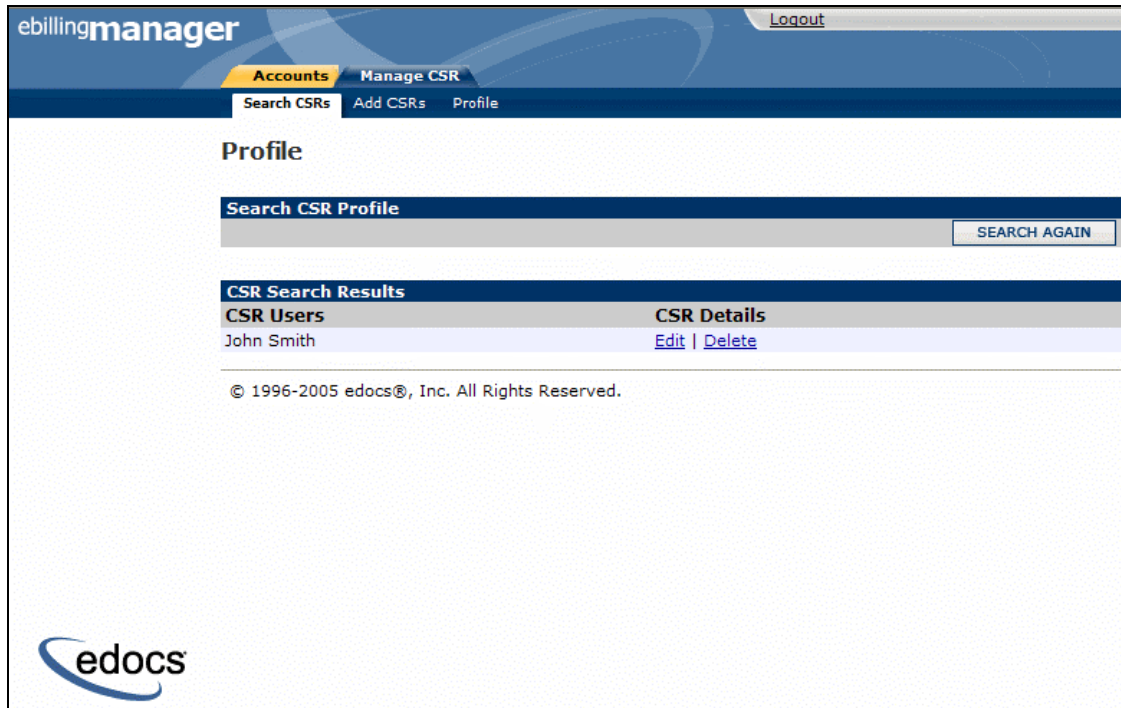 ebillingmanager
Logout
Accounts Manage CSR
Search CSRs Add CSRs Profile
Profile
Search CSR Profile
SEARCH AGAIN
CSR Search Results
CSR Users CSR Details
John Smith Edit | Delete
© 1996-2005 edocs®, Inc. All Rights Reserved.
edocs